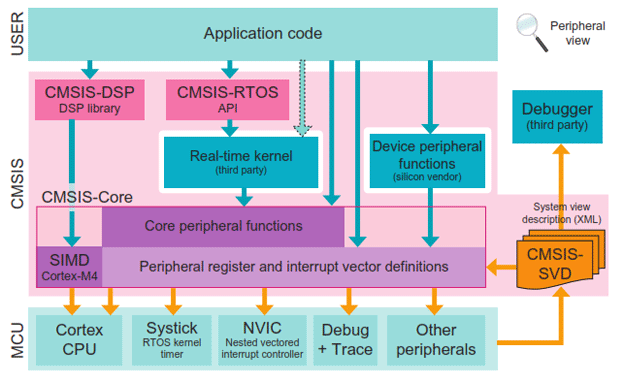 USER
Application code
Peripheral
view
CMSIS
CMSIS-DSP
DSP library
CMSIS-RTOS
API
Real-time kernel
(third party)
Device peripheral
functions
(silicon vendor)
Debugger
(third party)
CMSIS-Core
Core peripheral functions
SIMD
Cortex-M4
Peripheral register and interrupt vector definitions
System view
description (XML)
CMSIS-
SVD
MCU
Cortex
CPU
Systick
RTOS kernel
timer
NVIC
Nested vectored
interrupt controller
Debug
+ Trace
Other
peripherals